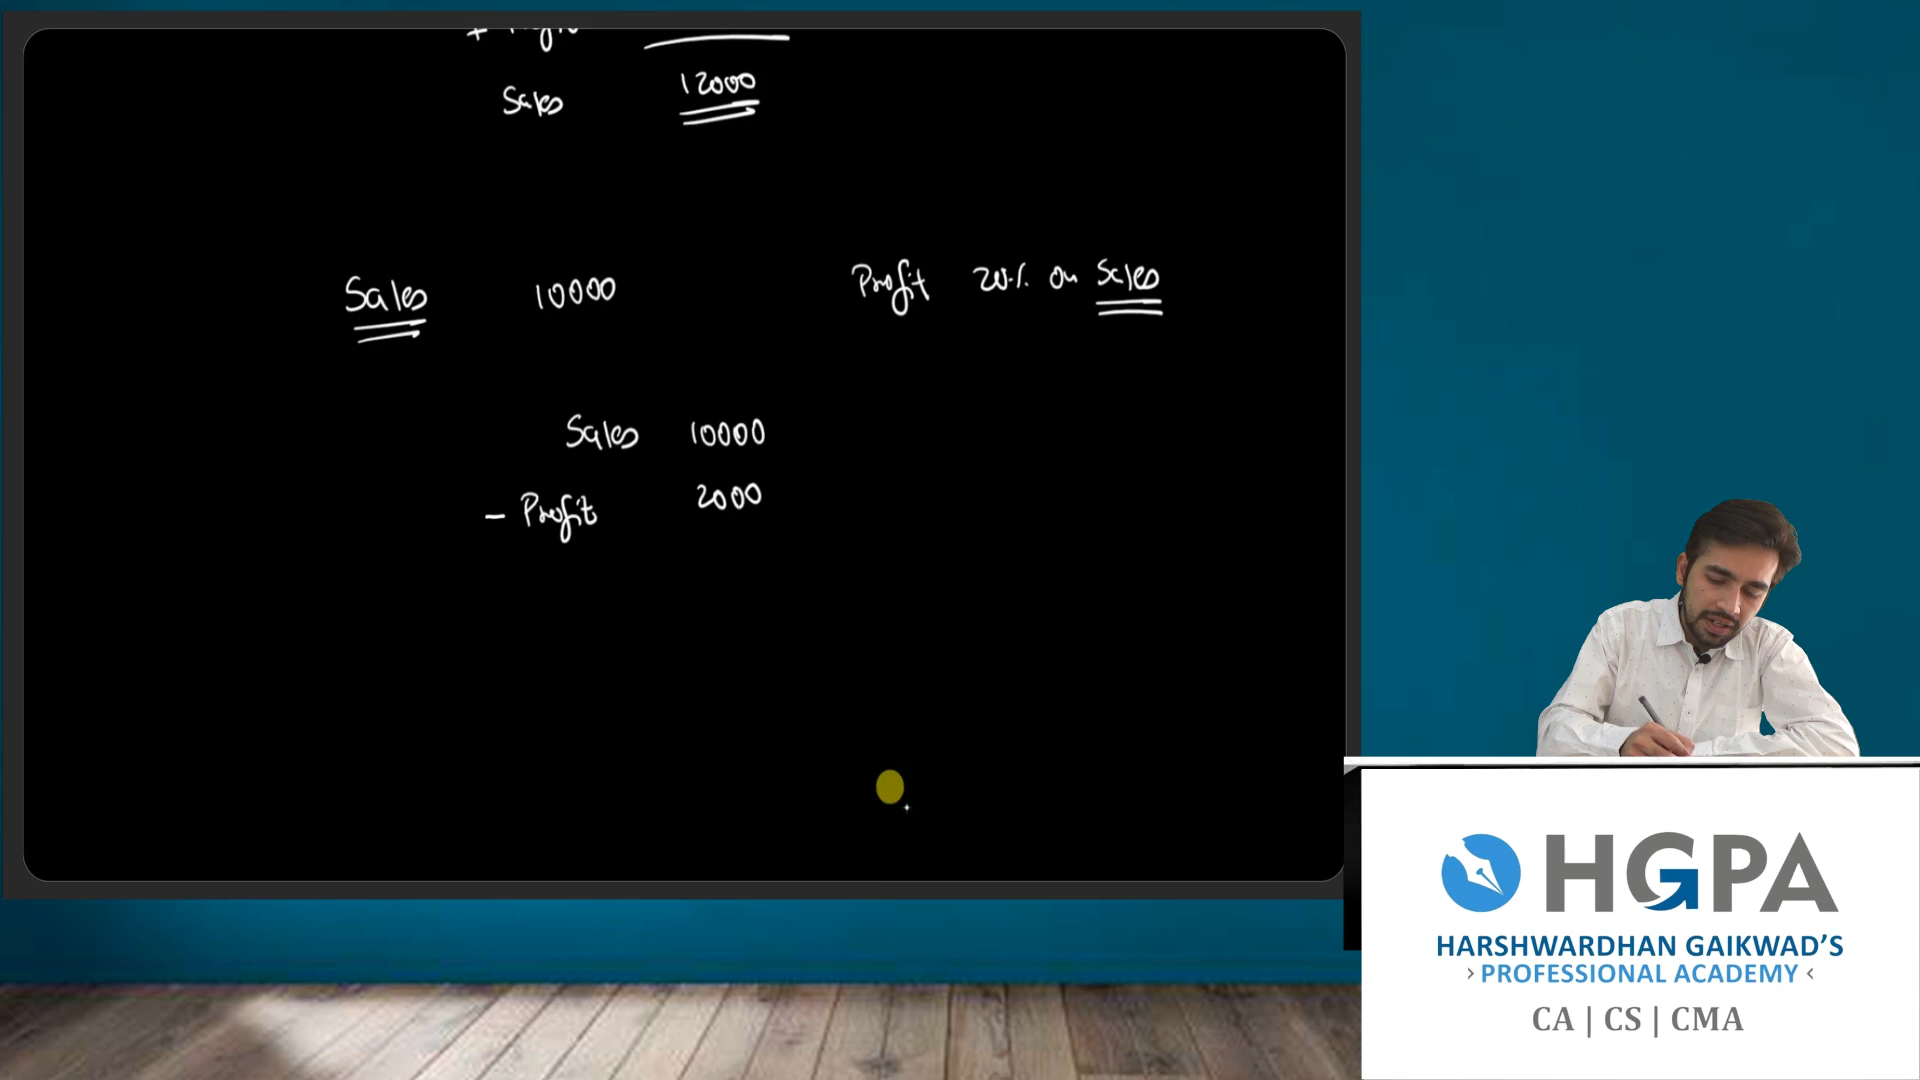 Sales 12000
Sales 10000 Profit 20% on Sales
Sales 10000
- Profit 2000
HGPA
HARSHWARDHAN GAIKWAD'S
› PROFESSIONAL ACADEMY ‹
CA | CS | CMA